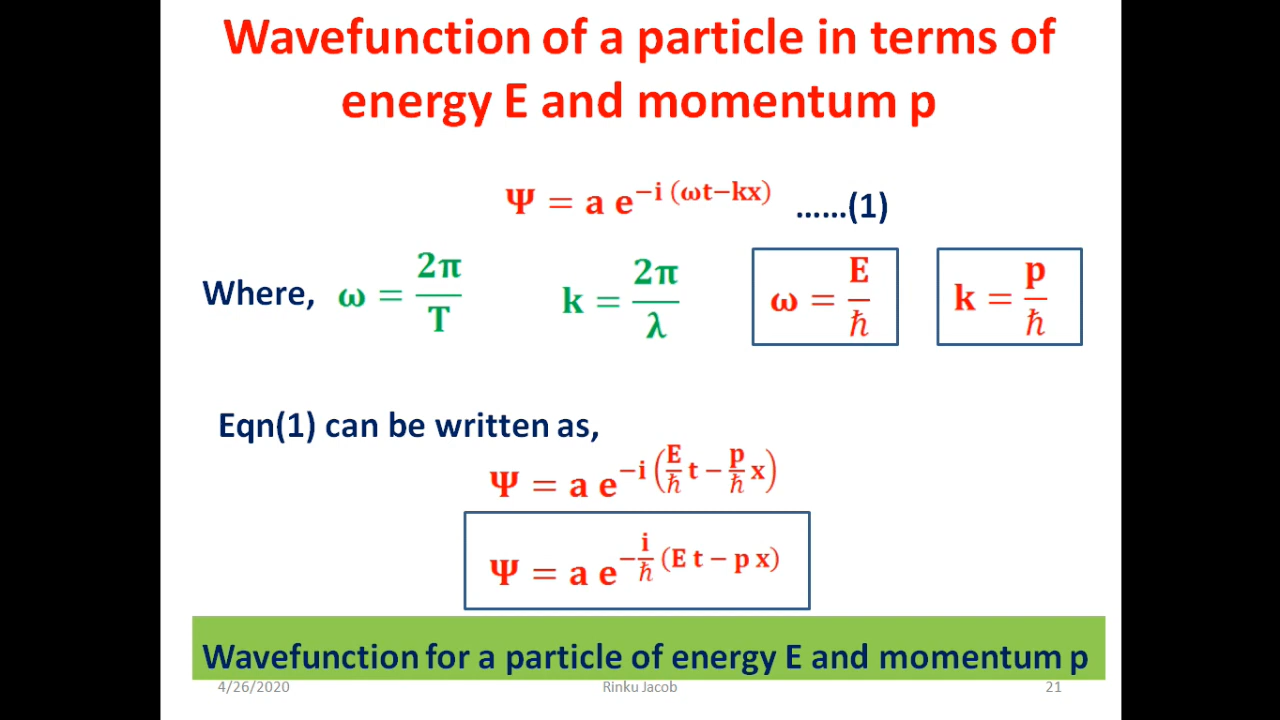 Wavefunction of a particle in terms of
energy E and momentum p
Ψ = a e^{−i (ωt−kx)} ......(1)
Where, ω = 2π/T k = 2π/λ ω = E/ħ k = p/ħ
Eqn(1) can be written as,
Ψ = a e^{−i (E/ħ t − p/ħ x)}
Ψ = a e^{−i/ħ (E t − p x)}
Wavefunction for a particle of energy E and momentum p
4/26/2020 Rinku Jacob 21